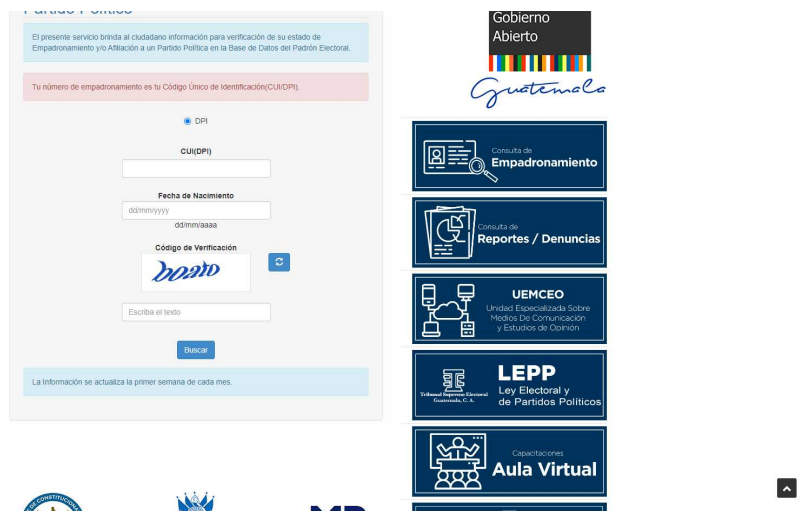 Partido Político
El presente servicio brinda al ciudadano información para verificación de su estado de
Empadronamiento y/o Afiliación a un Partido Política en la Base de Datos del Padrón Electoral.
Tu número de empadronamiento es tu Código Único de Identificación(CUI/DPI).
DPI
CUI(DPI)
Fecha de Nacimiento
dd/mm/yyyy
dd/mm/aaaa
Código de Verificación
Escriba el texto
Buscar
La Información se actualiza la primer semana de cada mes.
Gobierno
Abierto
Guatemala
Consulta de
Empadronamiento
Consulta de
Reportes / Denuncias
UEMCEO
Unidad Especializada Sobre
Medios De Comunicación
y Estudios de Opinión
Tribunal Supremo Electoral
Guatemala, C. A.
LEPP
Ley Electoral y
de Partidos Políticos
Capacitaciones
Aula Virtual